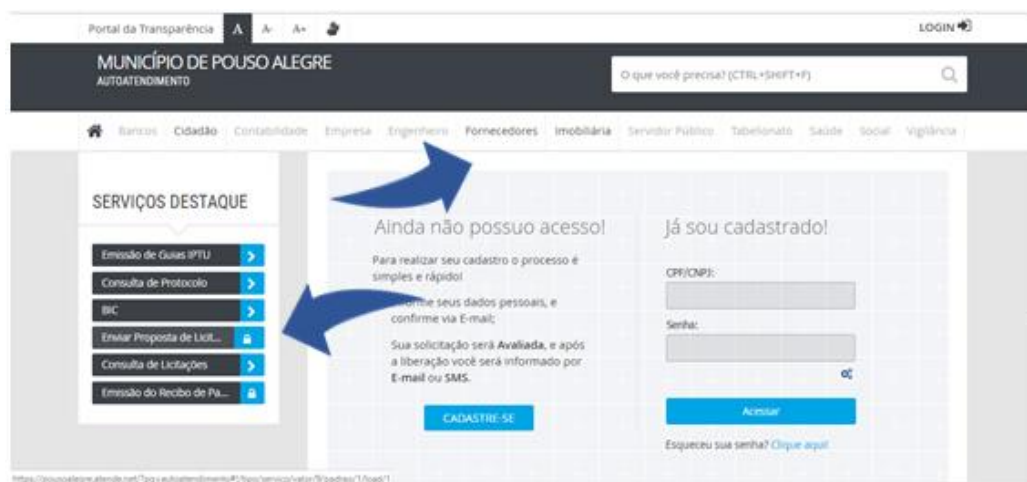 Portal da Transparência A A- A+ LOGIN
MUNICÍPIO DE POUSO ALEGRE
AUTOATENDIMENTO
O que você precisa? (CTRL+SHIFT+F)
Bancos Cidadão Contabilidade Empresa Engenheiro Fornecedores Imobiliária Servidor Público Tabelionato Saúde Social Vigilância
SERVIÇOS DESTAQUE
Emissão de Guias IPTU
Consulta de Protocolo
BIC
Enviar Proposta de Licit...
Consulta de Licitações
Emissão do Recibo de Pa...
Ainda não possuo acesso!
Para realizar seu cadastro o processo é
simples e rápido!
seus dados pessoais, e
confirme via E-mail;
Sua solicitação será Avaliada, e após
a liberação você será informado por
E-mail ou SMS.
CADASTRE-SE
Já sou cadastrado!
CPF/CNPJ:
Senha:
Acessar
Esqueceu sua senha? Clique aqui!